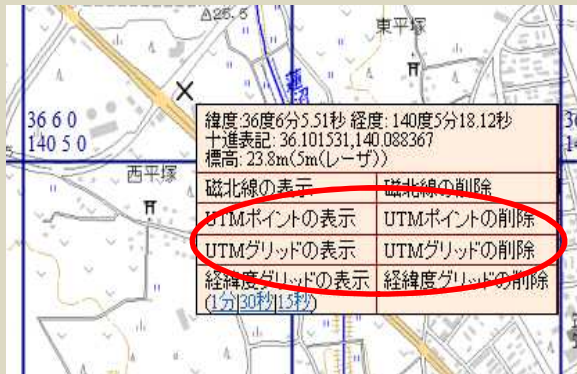 △25.5
東平塚
蓮沼
36 6 0
140 5 0
西平塚
緯度:36度6分5.51秒 経度: 140度5分18.12秒
十進表記: 36.101531,140.088367
標高: 23.8m(5m(レーザ))
磁北線の表示 磁北線の削除
UTMポイントの表示 UTMポイントの削除
UTMグリッドの表示 UTMグリッドの削除
経緯度グリッドの表示 経緯度グリッドの削除
(1分|30秒|15秒)